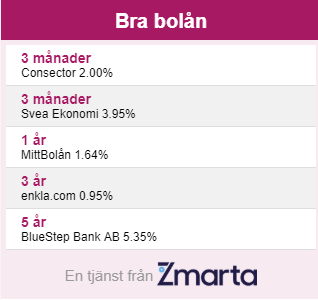 Bra bolån
3 månader
Consector 2.00%
3 månader
Svea Ekonomi 3.95%
1 år
MittBolån 1.64%
3 år
enkla.com 0.95%
5 år
BlueStep Bank AB 5.35%
En tjänst från Zmarta